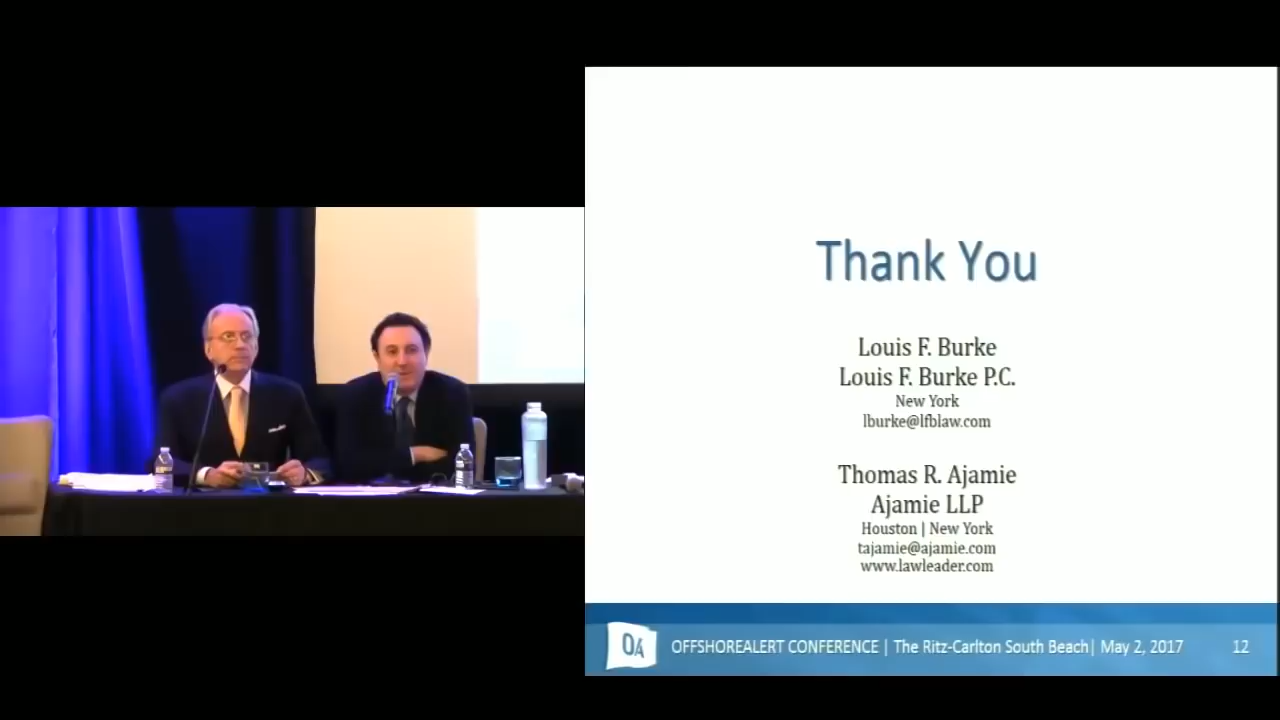 Thank You
Louis F. Burke
Louis F. Burke P.C.
New York
lburke@lfblaw.com
Thomas R. Ajamie
Ajamie LLP
Houston | New York
tajamie@ajamie.com
www.lawleader.com
OA OFFSHOREALERT CONFERENCE | The Ritz-Carlton South Beach| May 2, 2017 12